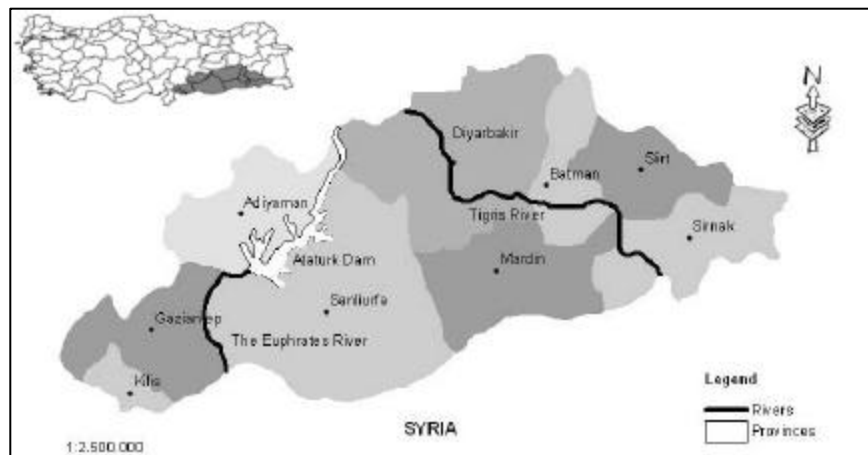 N
Diyarbakir
Siirt
Batman
Adiyaman
Tigris River
Sirnak
Ataturk Dam
Mardin
Sanliurfa
Gaziantep
The Euphrates River
Kilis
Legend
Rivers
Provinces
SYRIA
1:2.500.000